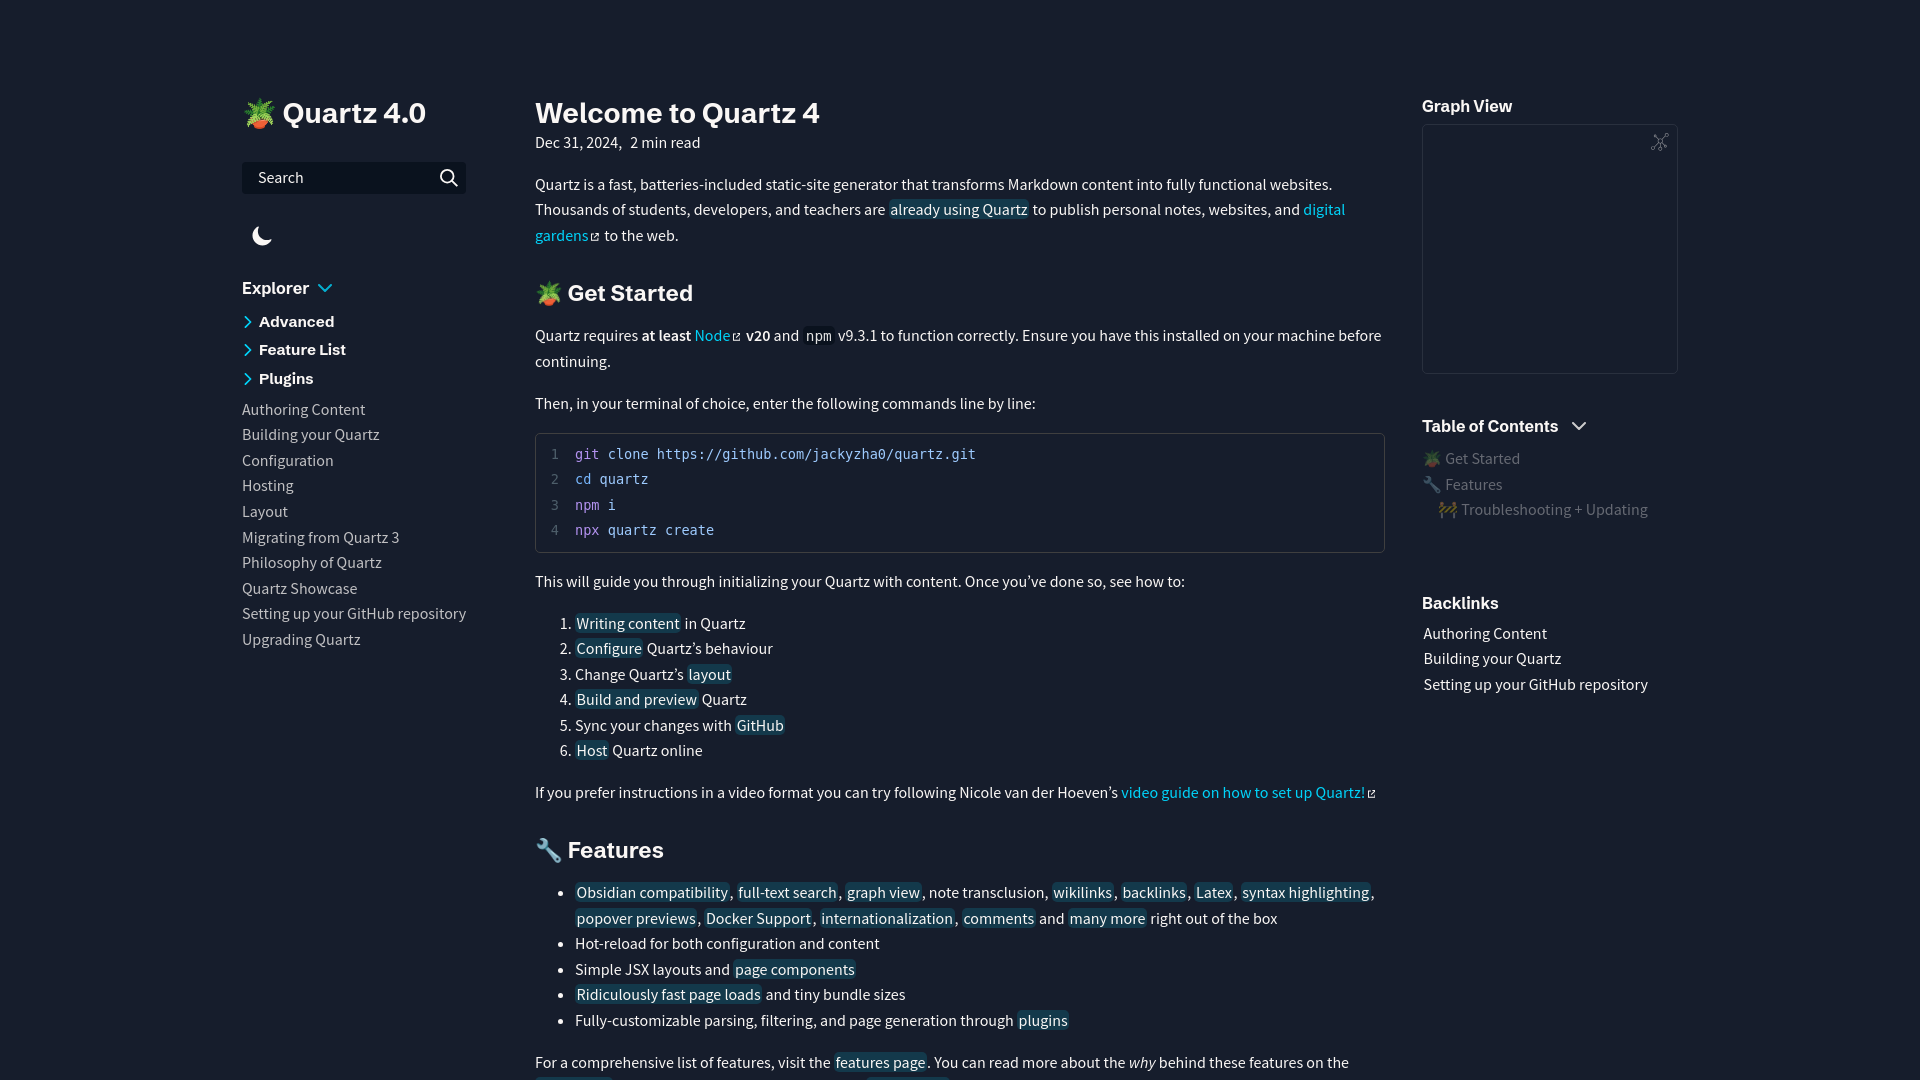 🪴 Quartz 4.0
Search
Explorer
Advanced
Feature List
Plugins
Authoring Content
Building your Quartz
Configuration
Hosting
Layout
Migrating from Quartz 3
Philosophy of Quartz
Quartz Showcase
Setting up your GitHub repository
Upgrading Quartz
Welcome to Quartz 4
Dec 31, 2024, 2 min read
Quartz is a fast, batteries-included static-site generator that transforms Markdown content into fully functional websites.
Thousands of students, developers, and teachers are already using Quartz to publish personal notes, websites, and digital
gardens to the web.
🪴 Get Started
Quartz requires at least Node v20 and npm v9.3.1 to function correctly. Ensure you have this installed on your machine before
continuing.
Then, in your terminal of choice, enter the following commands line by line:
1 git clone https://github.com/jackyzha0/quartz.git
2 cd quartz
3 npm i
4 npx quartz create
This will guide you through initializing your Quartz with content. Once you’ve done so, see how to:
1. Writing content in Quartz
2. Configure Quartz’s behaviour
3. Change Quartz’s layout
4. Build and preview Quartz
5. Sync your changes with GitHub
6. Host Quartz online
If you prefer instructions in a video format you can try following Nicole van der Hoeven’s video guide on how to set up Quartz!
🔧 Features
• Obsidian compatibility, full-text search, graph view, note transclusion, wikilinks, backlinks, Latex, syntax highlighting,
popover previews, Docker Support, internationalization, comments and many more right out of the box
• Hot-reload for both configuration and content
• Simple JSX layouts and page components
• Ridiculously fast page loads and tiny bundle sizes
• Fully-customizable parsing, filtering, and page generation through plugins
For a comprehensive list of features, visit the features page. You can read more about the why behind these features on the
Graph View
Table of Contents
🪴 Get Started
🔧 Features
🚧 Troubleshooting + Updating
Backlinks
Authoring Content
Building your Quartz
Setting up your GitHub repository